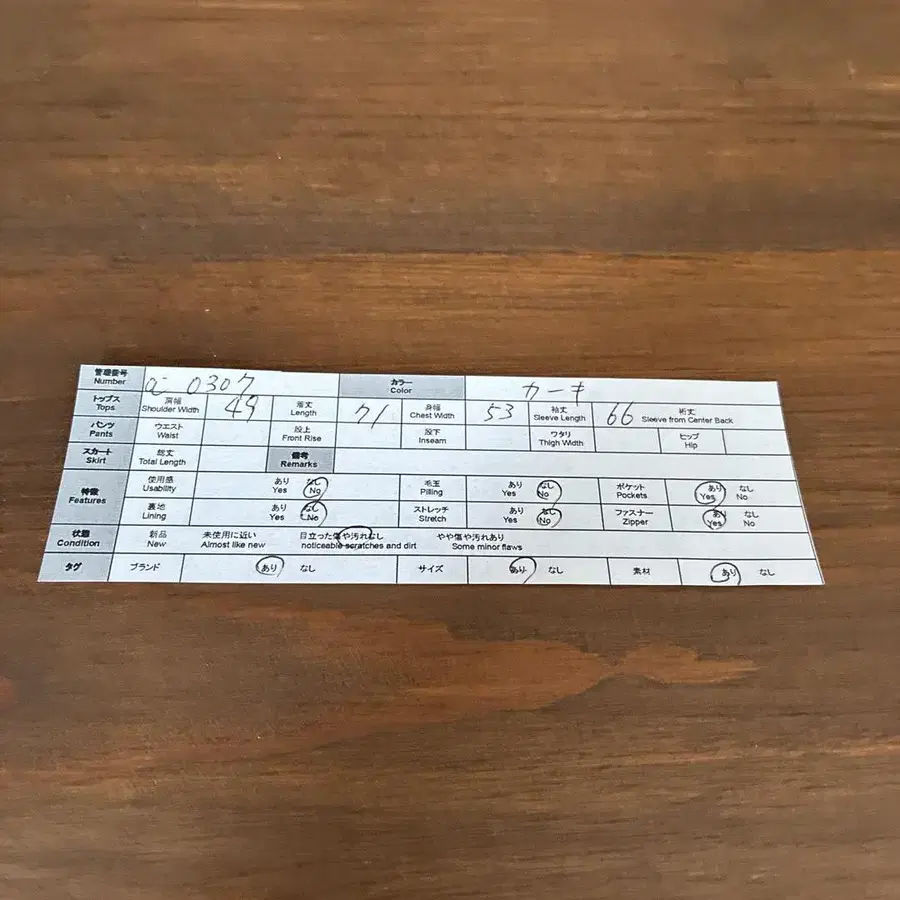 管理番号 Number a 0307 カラー Color カーキ
トップス Tops 肩幅 Shoulder Width 49 着丈 Length 71 身幅 Chest Width 53 袖丈 Sleeve Length 66 裄丈 Sleeve from Center Back
パンツ Pants ウエスト Waist 股上 Front Rise 股下 Inseam ワタリ Thigh Width ヒップ Hip
スカート Skirt 総丈 Total Length 備考 Remarks
特徴 Features 使用感 Usability あり Yes なし No 毛玉 Pilling あり Yes なし No ポケット Pockets あり Yes なし No
裏地 Lining あり Yes なし No ストレッチ Stretch あり Yes なし No ファスナー Zipper あり Yes なし No
状態 Condition 新品 New 未使用に近い Almost like new 目立った傷や汚れなし noticeable scratches and dirt やや傷や汚れあり Some minor flaws
タグ ブランド あり なし サイズ あり なし 素材 あり なし